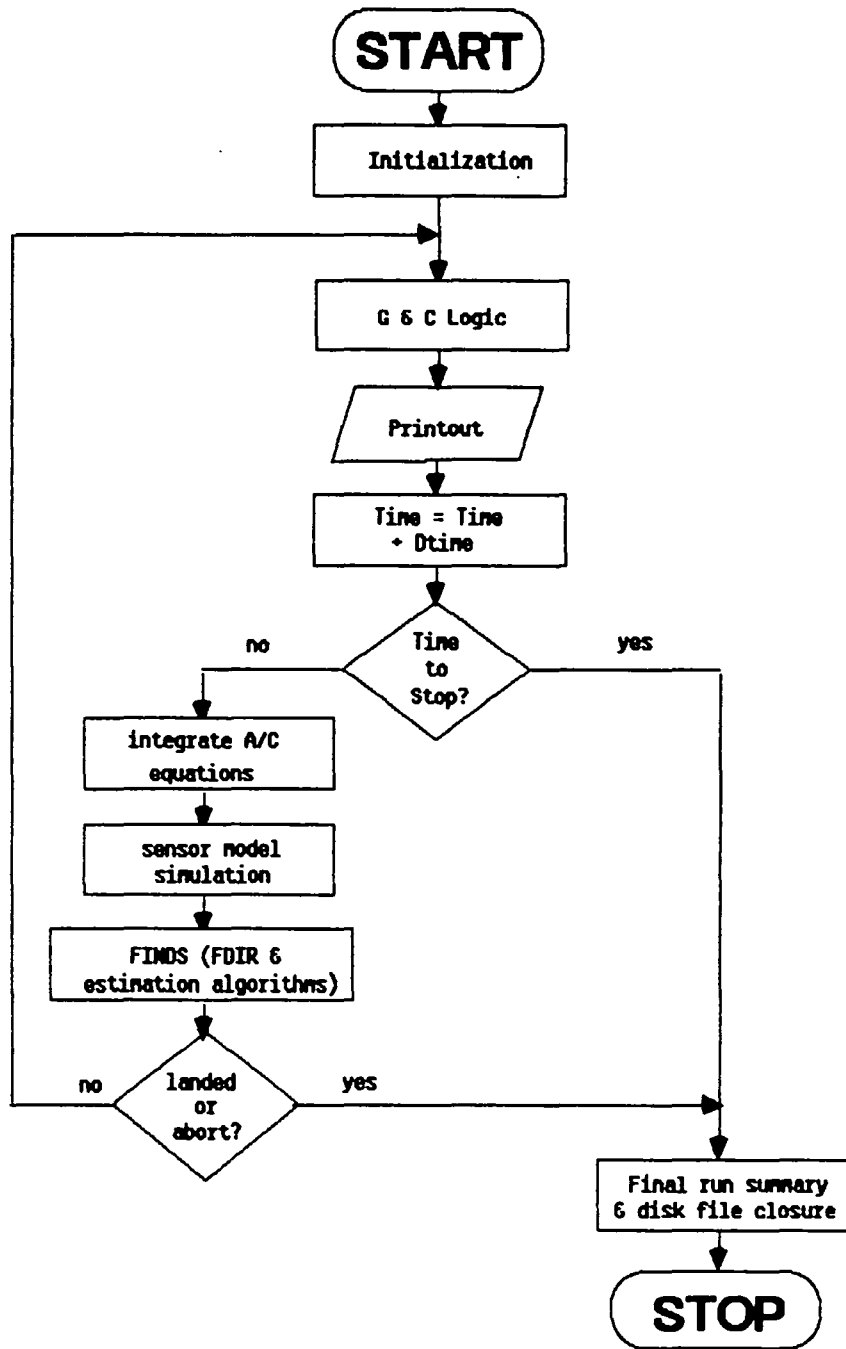 START
Initialization
G & C Logic
Printout
Time = Time
+ Dtime
Time
to
Stop?
no
yes
integrate A/C
equations
sensor model
simulation
FINDS (FDIR &
estimation algorithms)
landed
or
abort?
no
yes
Final run summary
& disk file closure
STOP